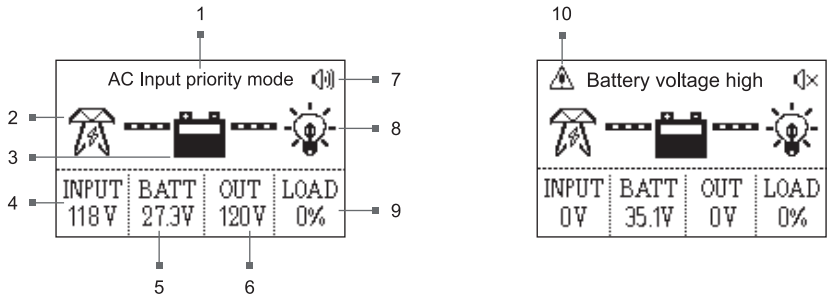 1
10
AC Input priority mode
7
Battery voltage high
2
8
3
INPUT BATT OUT LOAD
118V 27.3V 120V 0%
4
9
INPUT BATT OUT LOAD
0V 35.1V 0V 0%
5
6